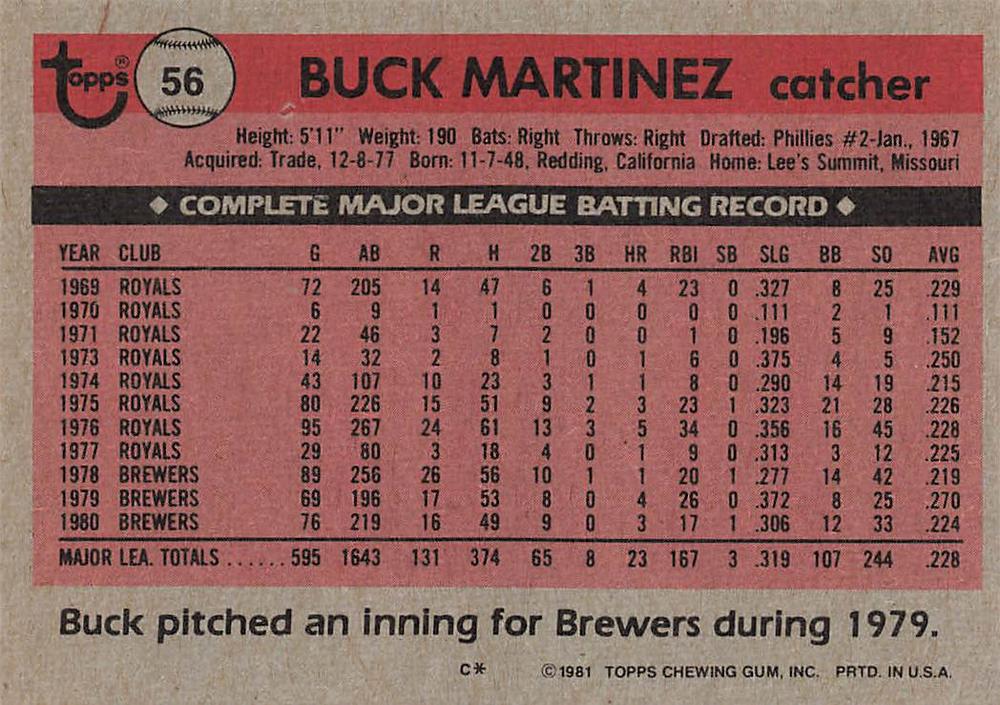 topps® 56 BUCK MARTINEZ catcher
Height: 5'11" Weight: 190 Bats: Right Throws: Right Drafted: Phillies #2-Jan., 1967
Acquired: Trade, 12-8-77 Born: 11-7-48, Redding, California Home: Lee's Summit, Missouri
◆ COMPLETE MAJOR LEAGUE BATTING RECORD ◆
YEAR CLUB G AB R H 2B 3B HR RBI SB SLG BB SO AVG
1969 ROYALS 72 205 14 47 6 1 4 23 0 .327 8 25 .229
1970 ROYALS 6 9 1 1 0 0 0 0 0 .111 2 1 .111
1971 ROYALS 22 46 3 7 2 0 0 1 0 .196 5 9 .152
1973 ROYALS 14 32 2 8 1 0 1 6 0 .375 4 5 .250
1974 ROYALS 43 107 10 23 3 1 1 8 0 .290 14 19 .215
1975 ROYALS 80 226 15 51 9 2 3 23 1 .323 21 28 .226
1976 ROYALS 95 267 24 61 13 3 5 34 0 .356 16 45 .228
1977 ROYALS 29 80 3 18 4 0 1 9 0 .313 3 12 .225
1978 BREWERS 89 256 26 56 10 1 1 20 1 .277 14 42 .219
1979 BREWERS 69 196 17 53 8 0 4 26 0 .372 8 25 .270
1980 BREWERS 76 219 16 49 9 0 3 17 1 .306 12 33 .224
MAJOR LEA. TOTALS ...... 595 1643 131 374 65 8 23 167 3 .319 107 244 .228
Buck pitched an inning for Brewers during 1979.
C* ©1981 TOPPS CHEWING GUM, INC. PRTD. IN U.S.A.